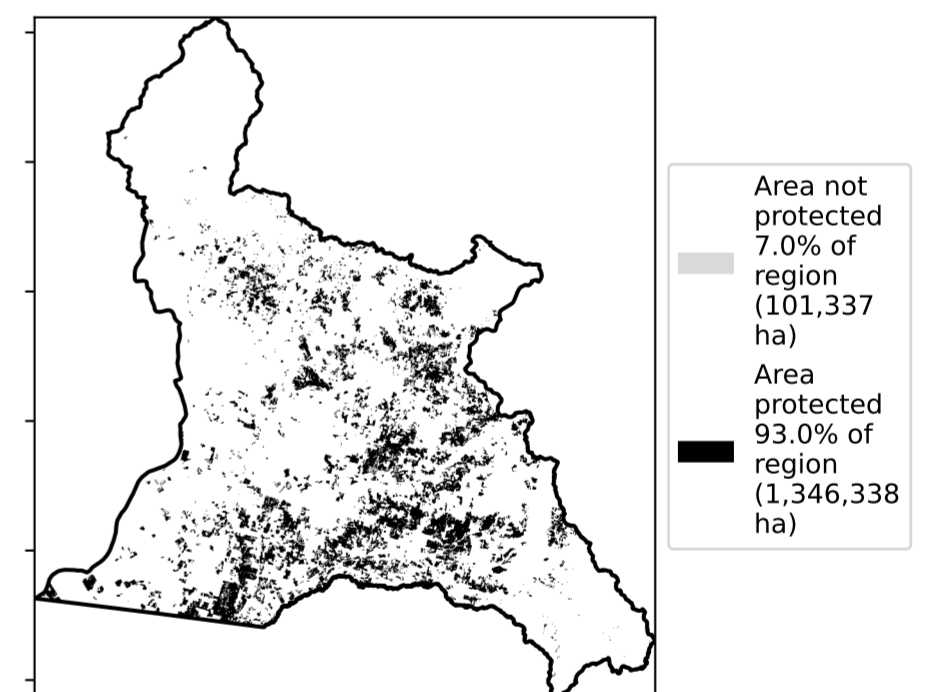 Area not
protected
7.0% of
region
(101,337
ha)
Area
protected
93.0% of
region
(1,346,338
ha)